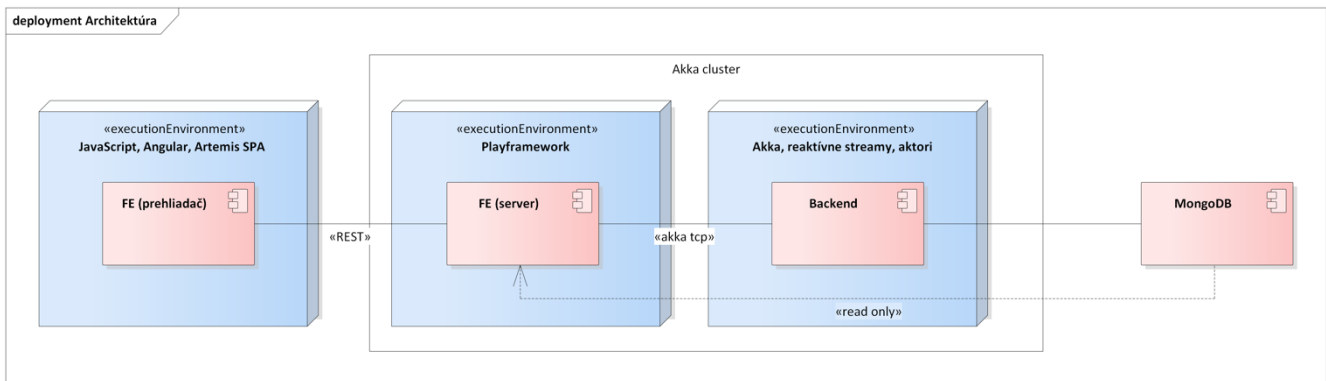 deployment Architektúra
Akka cluster
«executionEnvironment»
JavaScript, Angular, Artemis SPA
FE (prehliadač)
«REST»
«executionEnvironment»
Playframework
FE (server)
«akka tcp»
«executionEnvironment»
Akka, reaktívne streamy, aktori
Backend
MongoDB
«read only»